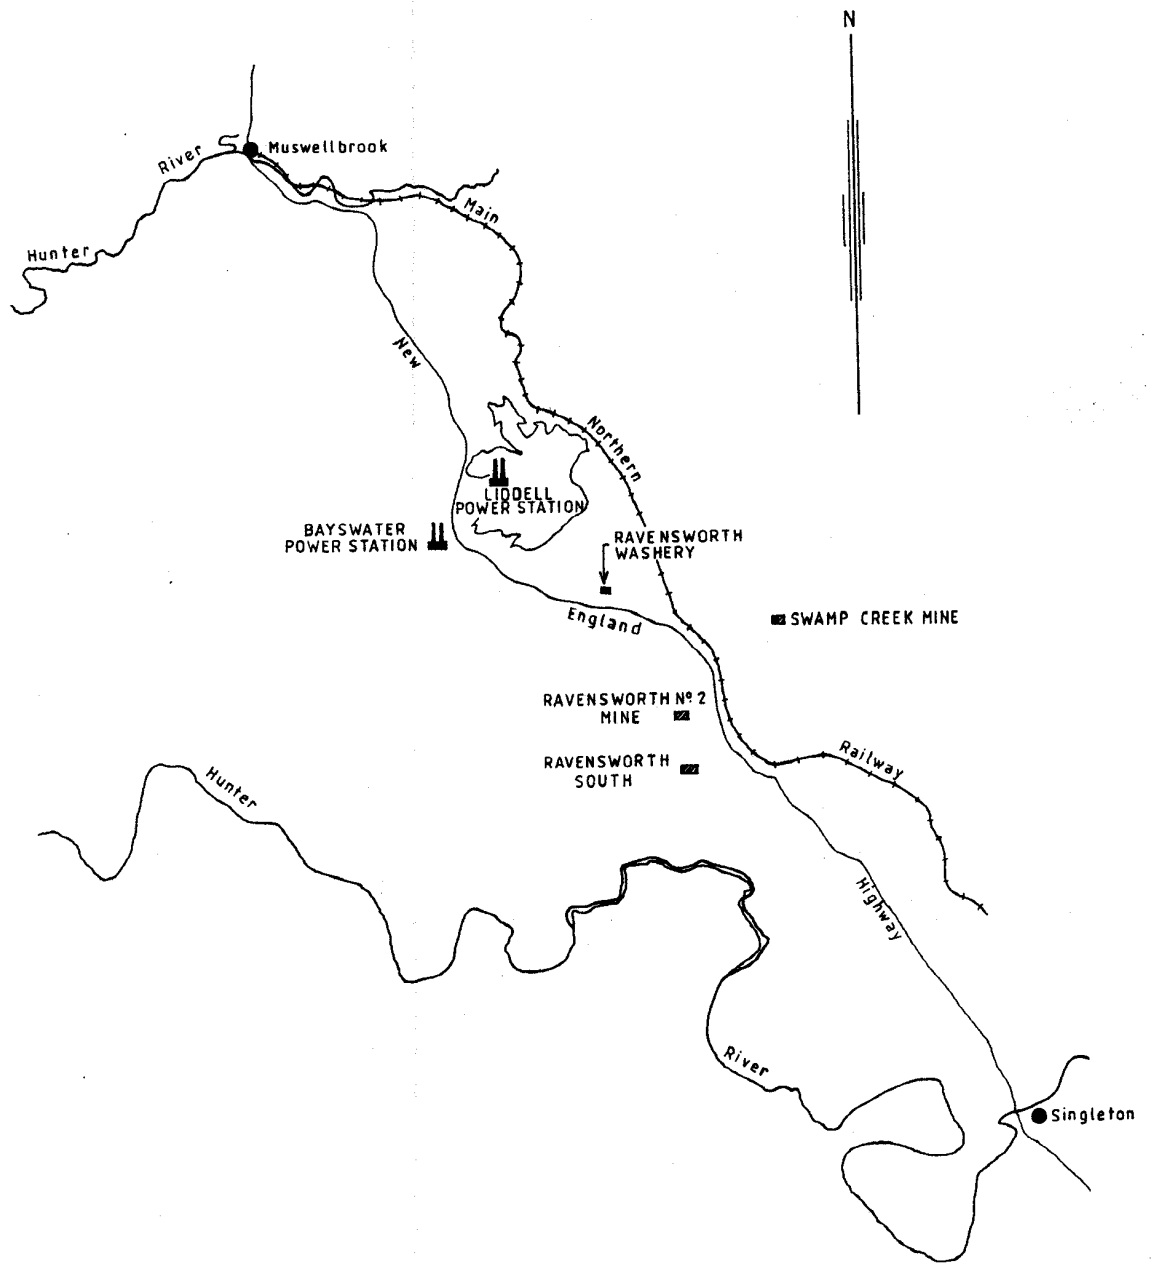 N
Muswellbrook
River
Hunter
Main
New
Northern
LIDDELL
POWER STATION
BAYSWATER
POWER STATION
RAVENSWORTH
WASHERY
England
SWAMP CREEK MINE
RAVENSWORTH Nº 2
MINE
RAVENSWORTH
SOUTH
Railway
Hunter
Highway
River
Singleton